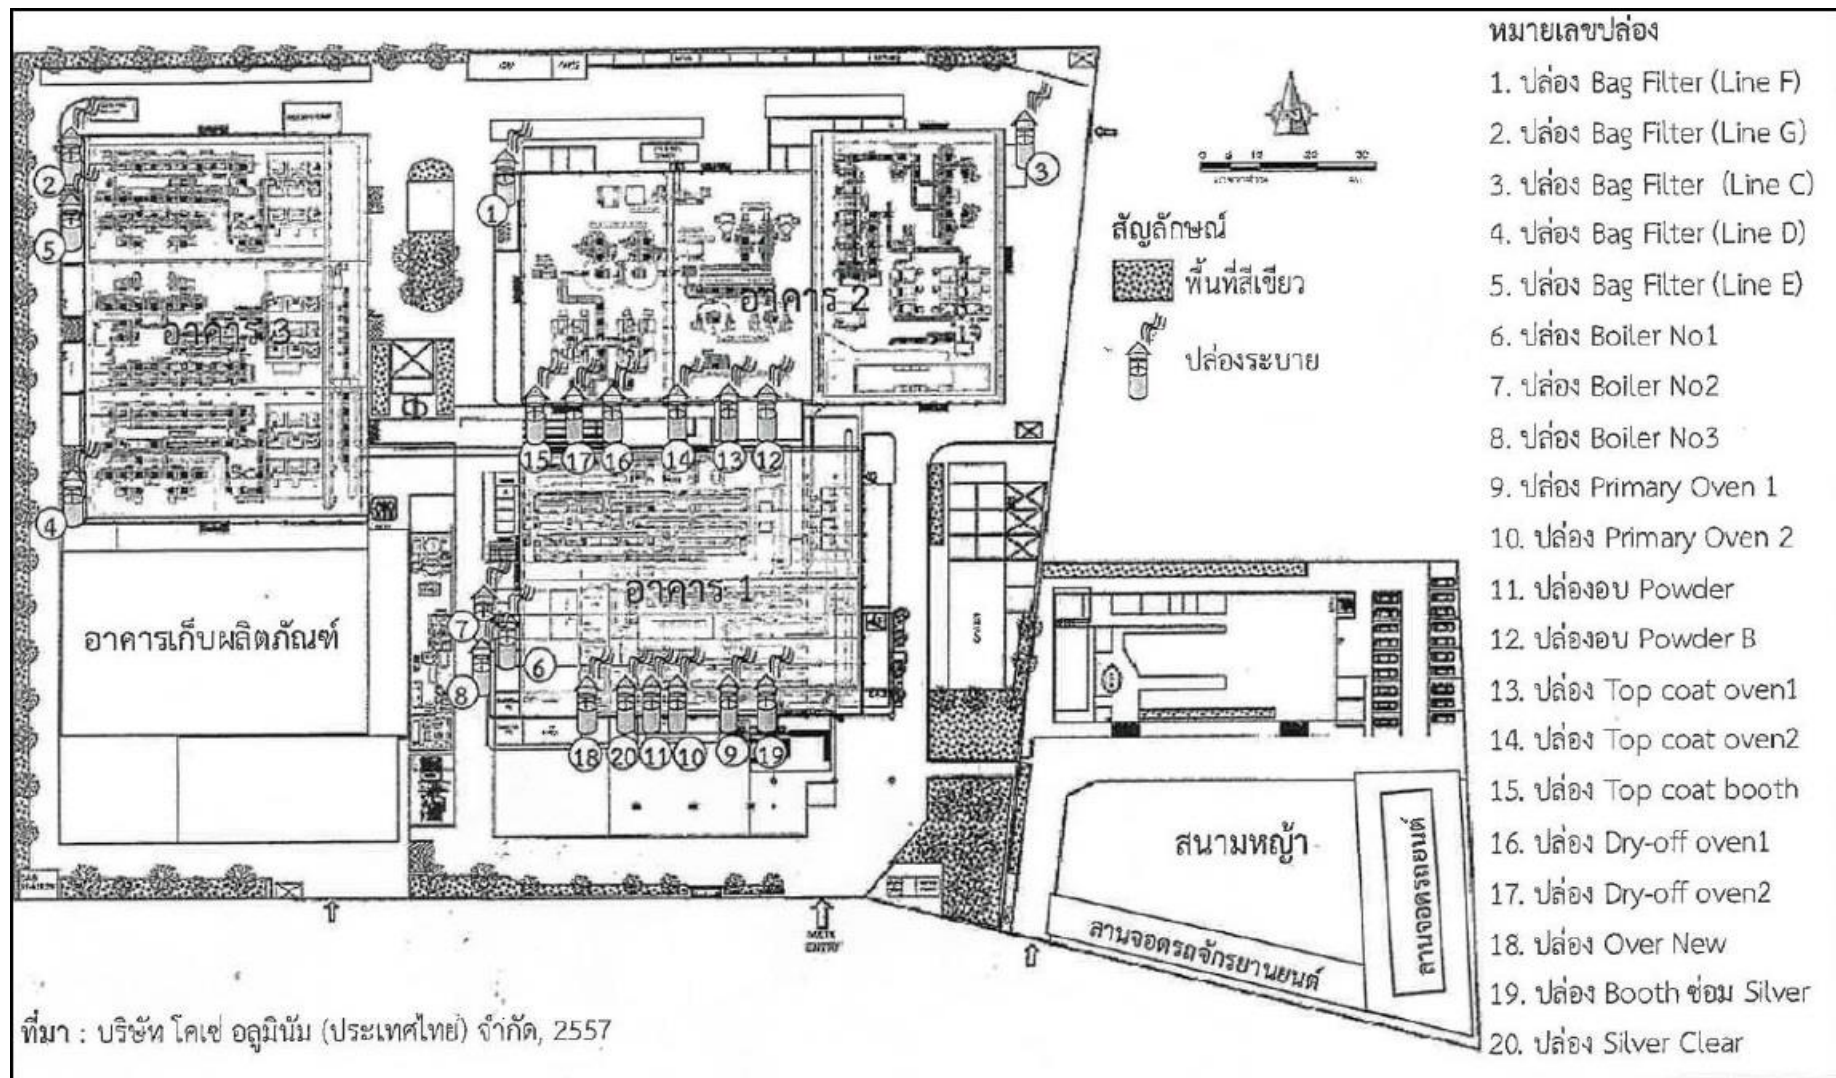 หมายเลขปล่อง
1. ปล่อง Bag Filter (Line F)
2. ปล่อง Bag Filter (Line G)
3. ปล่อง Bag Filter (Line C)
4. ปล่อง Bag Filter (Line D)
5. ปล่อง Bag Filter (Line E)
6. ปล่อง Boiler No1
7. ปล่อง Boiler No2
8. ปล่อง Boiler No3
9. ปล่อง Primary Oven 1
10. ปล่อง Primary Oven 2
11. ปล่องอบ Powder
12. ปล่องอบ Powder B
13. ปล่อง Top coat oven1
14. ปล่อง Top coat oven2
15. ปล่อง Top coat booth
16. ปล่อง Dry-off oven1
17. ปล่อง Dry-off oven2
18. ปล่อง Over New
19. ปล่อง Booth ซ่อม Silver
20. ปล่อง Silver Clear
0 5 10 20 30
สัญลักษณ์
พื้นที่สีเขียว
ปล่องระบาย
2
1
3
5
อาคาร 2
อาคาร 3
15 17 16 14 13 12
4
อาคาร 1
อาคารเก็บผลิตภัณฑ์
7
6
8
18 20 11 10 9 19
สนามหญ้า
ลานจอดรถยนต์
ลานจอดรถจักรยานยนต์
ENTRY
ที่มา : บริษัท โคเซ่ อลูมินัม (ประเทศไทย) จำกัด, 2557